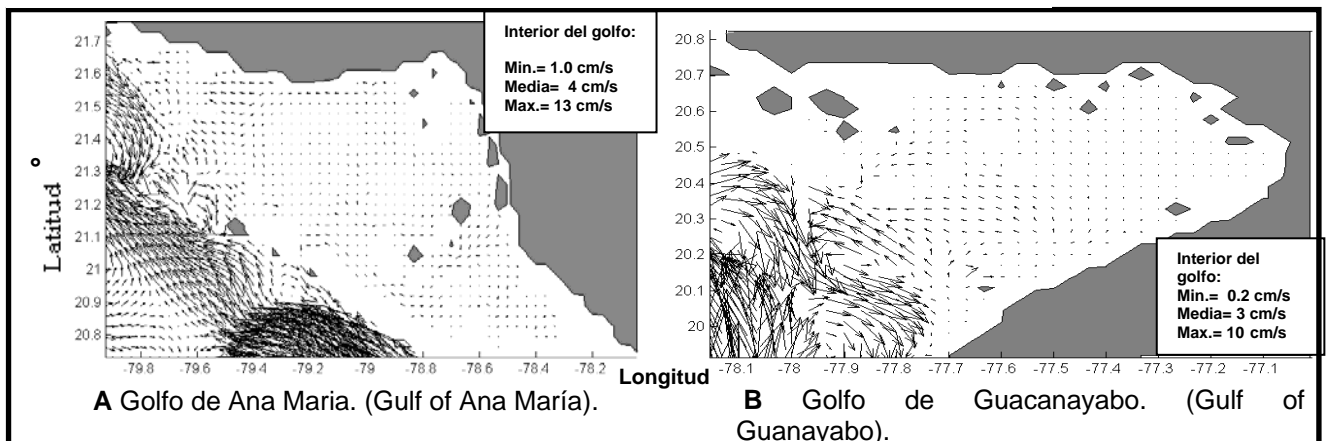 Interior del golfo:
Min.= 1.0 cm/s
Media= 4 cm/s
Max.= 13 cm/s
21.7
21.6
21.5
21.4
21.3
21.2
21.1
21
20.9
20.8
Latitud °
-79.8 -79.6 -79.4 -79.2 -79 -78.8 -78.6 -78.4 -78.2
Longitud
A Golfo de Ana Maria. (Gulf of Ana María).
20.8
20.7
20.6
20.5
20.4
20.3
20.2
20.1
20
Interior del
golfo:
Min.= 0.2 cm/s
Media= 3 cm/s
Max.= 10 cm/s
-78.1 -78 -77.9 -77.8 -77.7 -77.6 -77.5 -77.4 -77.3 -77.2 -77.1
B Golfo de Guacanayabo. (Gulf of
Guanayabo).